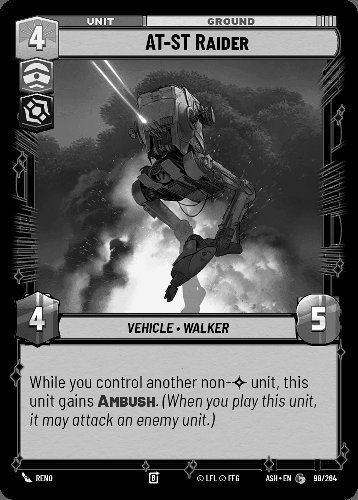 UNIT
GROUND
4
AT-ST RAIDER
4
5
VEHICLE • WALKER
While you control another non- unit, this
unit gains AMBUSH. (When you play this unit,
it may attack an enemy unit.)
RENO
© LFL © FFG
ASH • EN
98/264